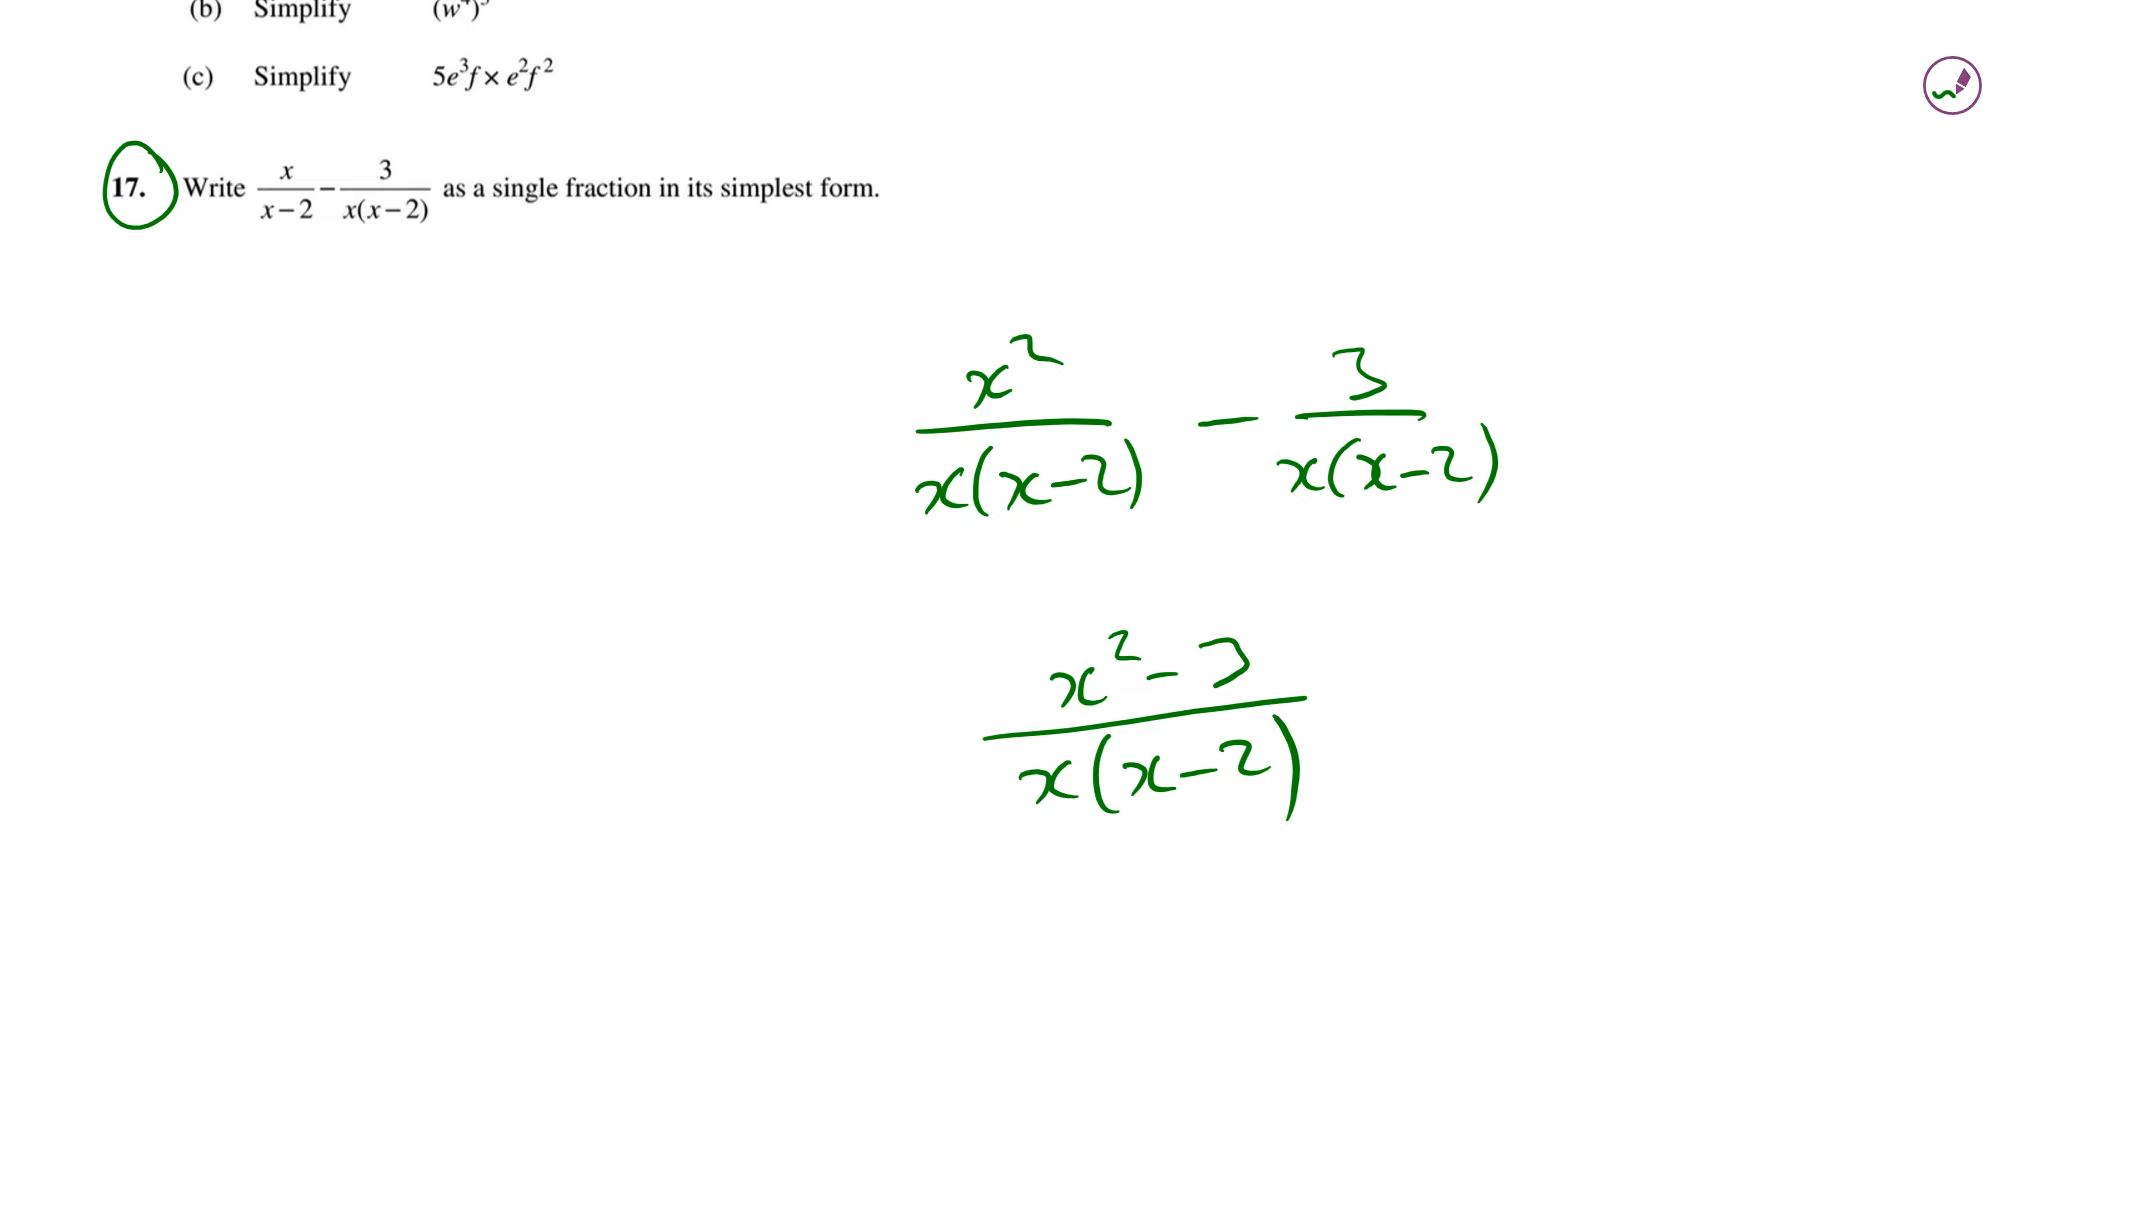 (b) Simplify
(c) Simplify 5e³f × e²f²
17. Write x/(x − 2) − 3/(x(x − 2)) as a single fraction in its simplest form.
x²/(x(x − 2)) − 3/(x(x − 2))
(x² − 3)/(x(x − 2))